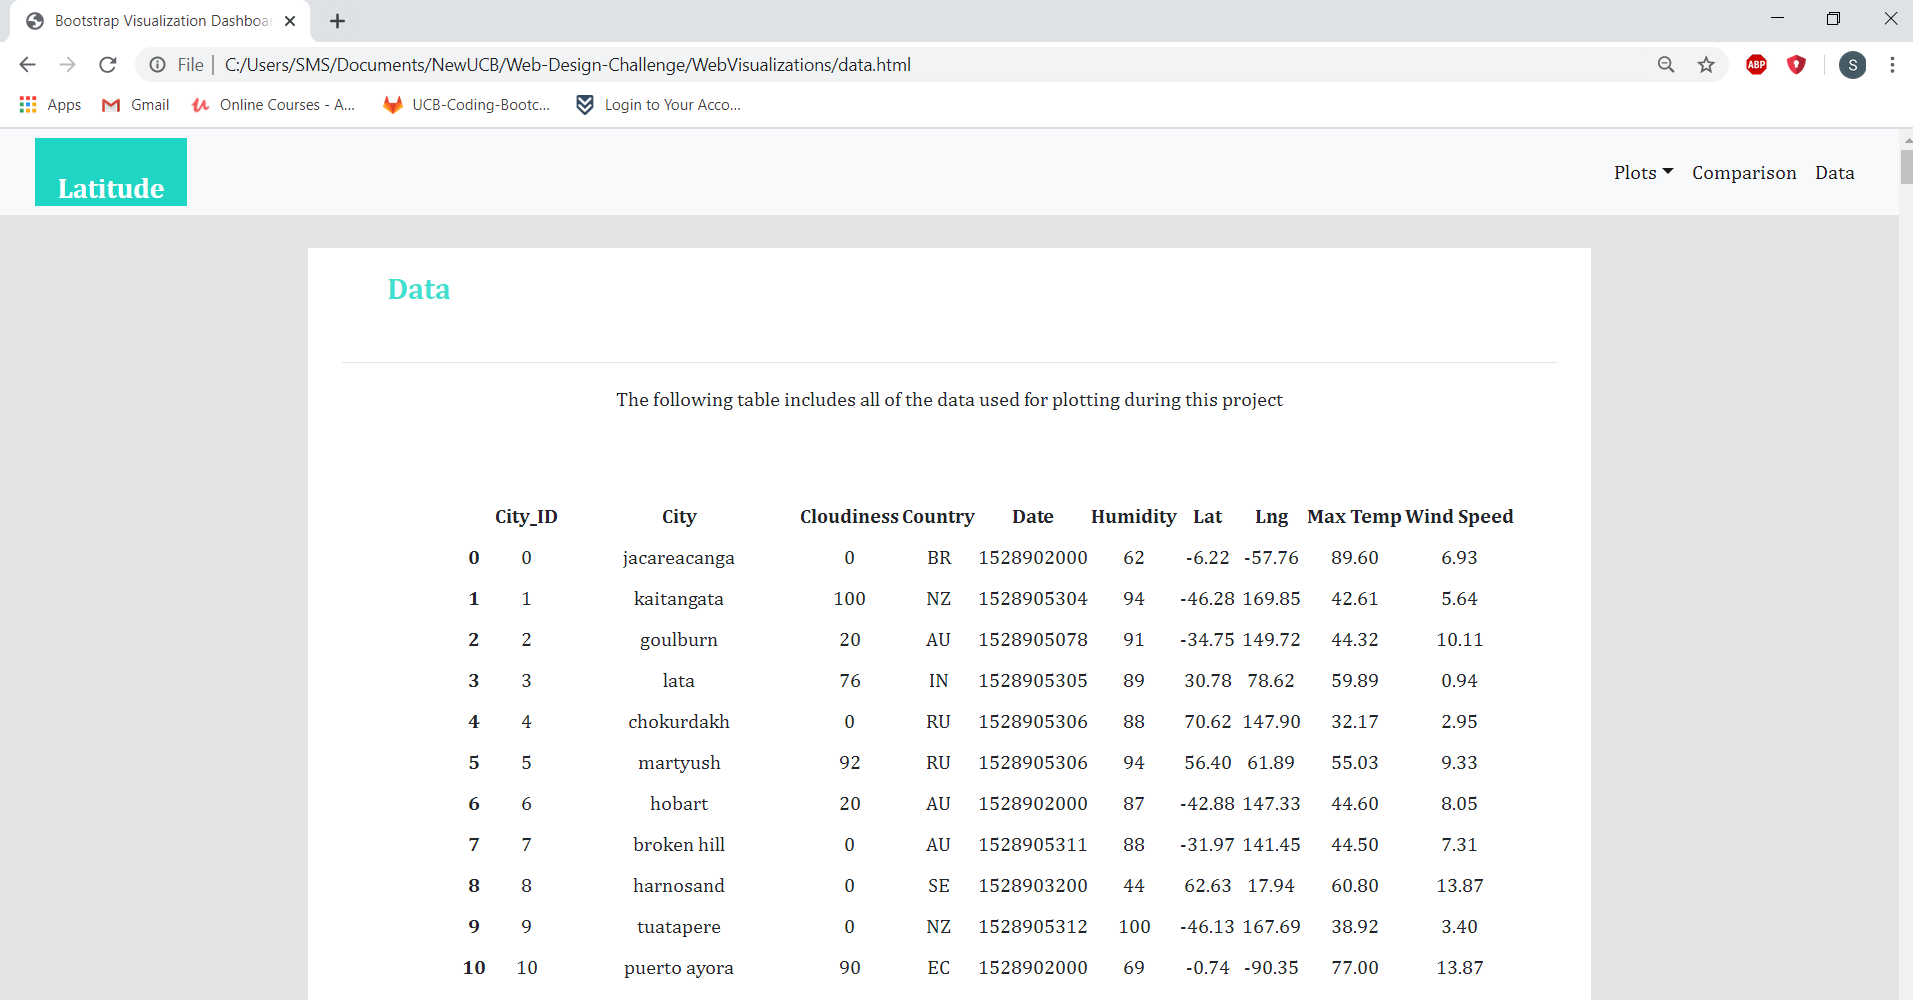 Bootstrap Visualization Dashboar
File | C:/Users/SMS/Documents/NewUCB/Web-Design-Challenge/WebVisualizations/data.html ABP S
Apps Gmail Online Courses - A... UCB-Coding-Bootc... Login to Your Acco...
Latitude Plots Comparison Data
Data
The following table includes all of the data used for plotting during this project
City_ID City Cloudiness Country Date Humidity Lat Lng Max Temp Wind Speed
0 0 jacareacanga 0 BR 1528902000 62 -6.22 -57.76 89.60 6.93
1 1 kaitangata 100 NZ 1528905304 94 -46.28 169.85 42.61 5.64
2 2 goulburn 20 AU 1528905078 91 -34.75 149.72 44.32 10.11
3 3 lata 76 IN 1528905305 89 30.78 78.62 59.89 0.94
4 4 chokurdakh 0 RU 1528905306 88 70.62 147.90 32.17 2.95
5 5 martyush 92 RU 1528905306 94 56.40 61.89 55.03 9.33
6 6 hobart 20 AU 1528902000 87 -42.88 147.33 44.60 8.05
7 7 broken hill 0 AU 1528905311 88 -31.97 141.45 44.50 7.31
8 8 harnosand 0 SE 1528903200 44 62.63 17.94 60.80 13.87
9 9 tuatapere 0 NZ 1528905312 100 -46.13 167.69 38.92 3.40
10 10 puerto ayora 90 EC 1528902000 69 -0.74 -90.35 77.00 13.87